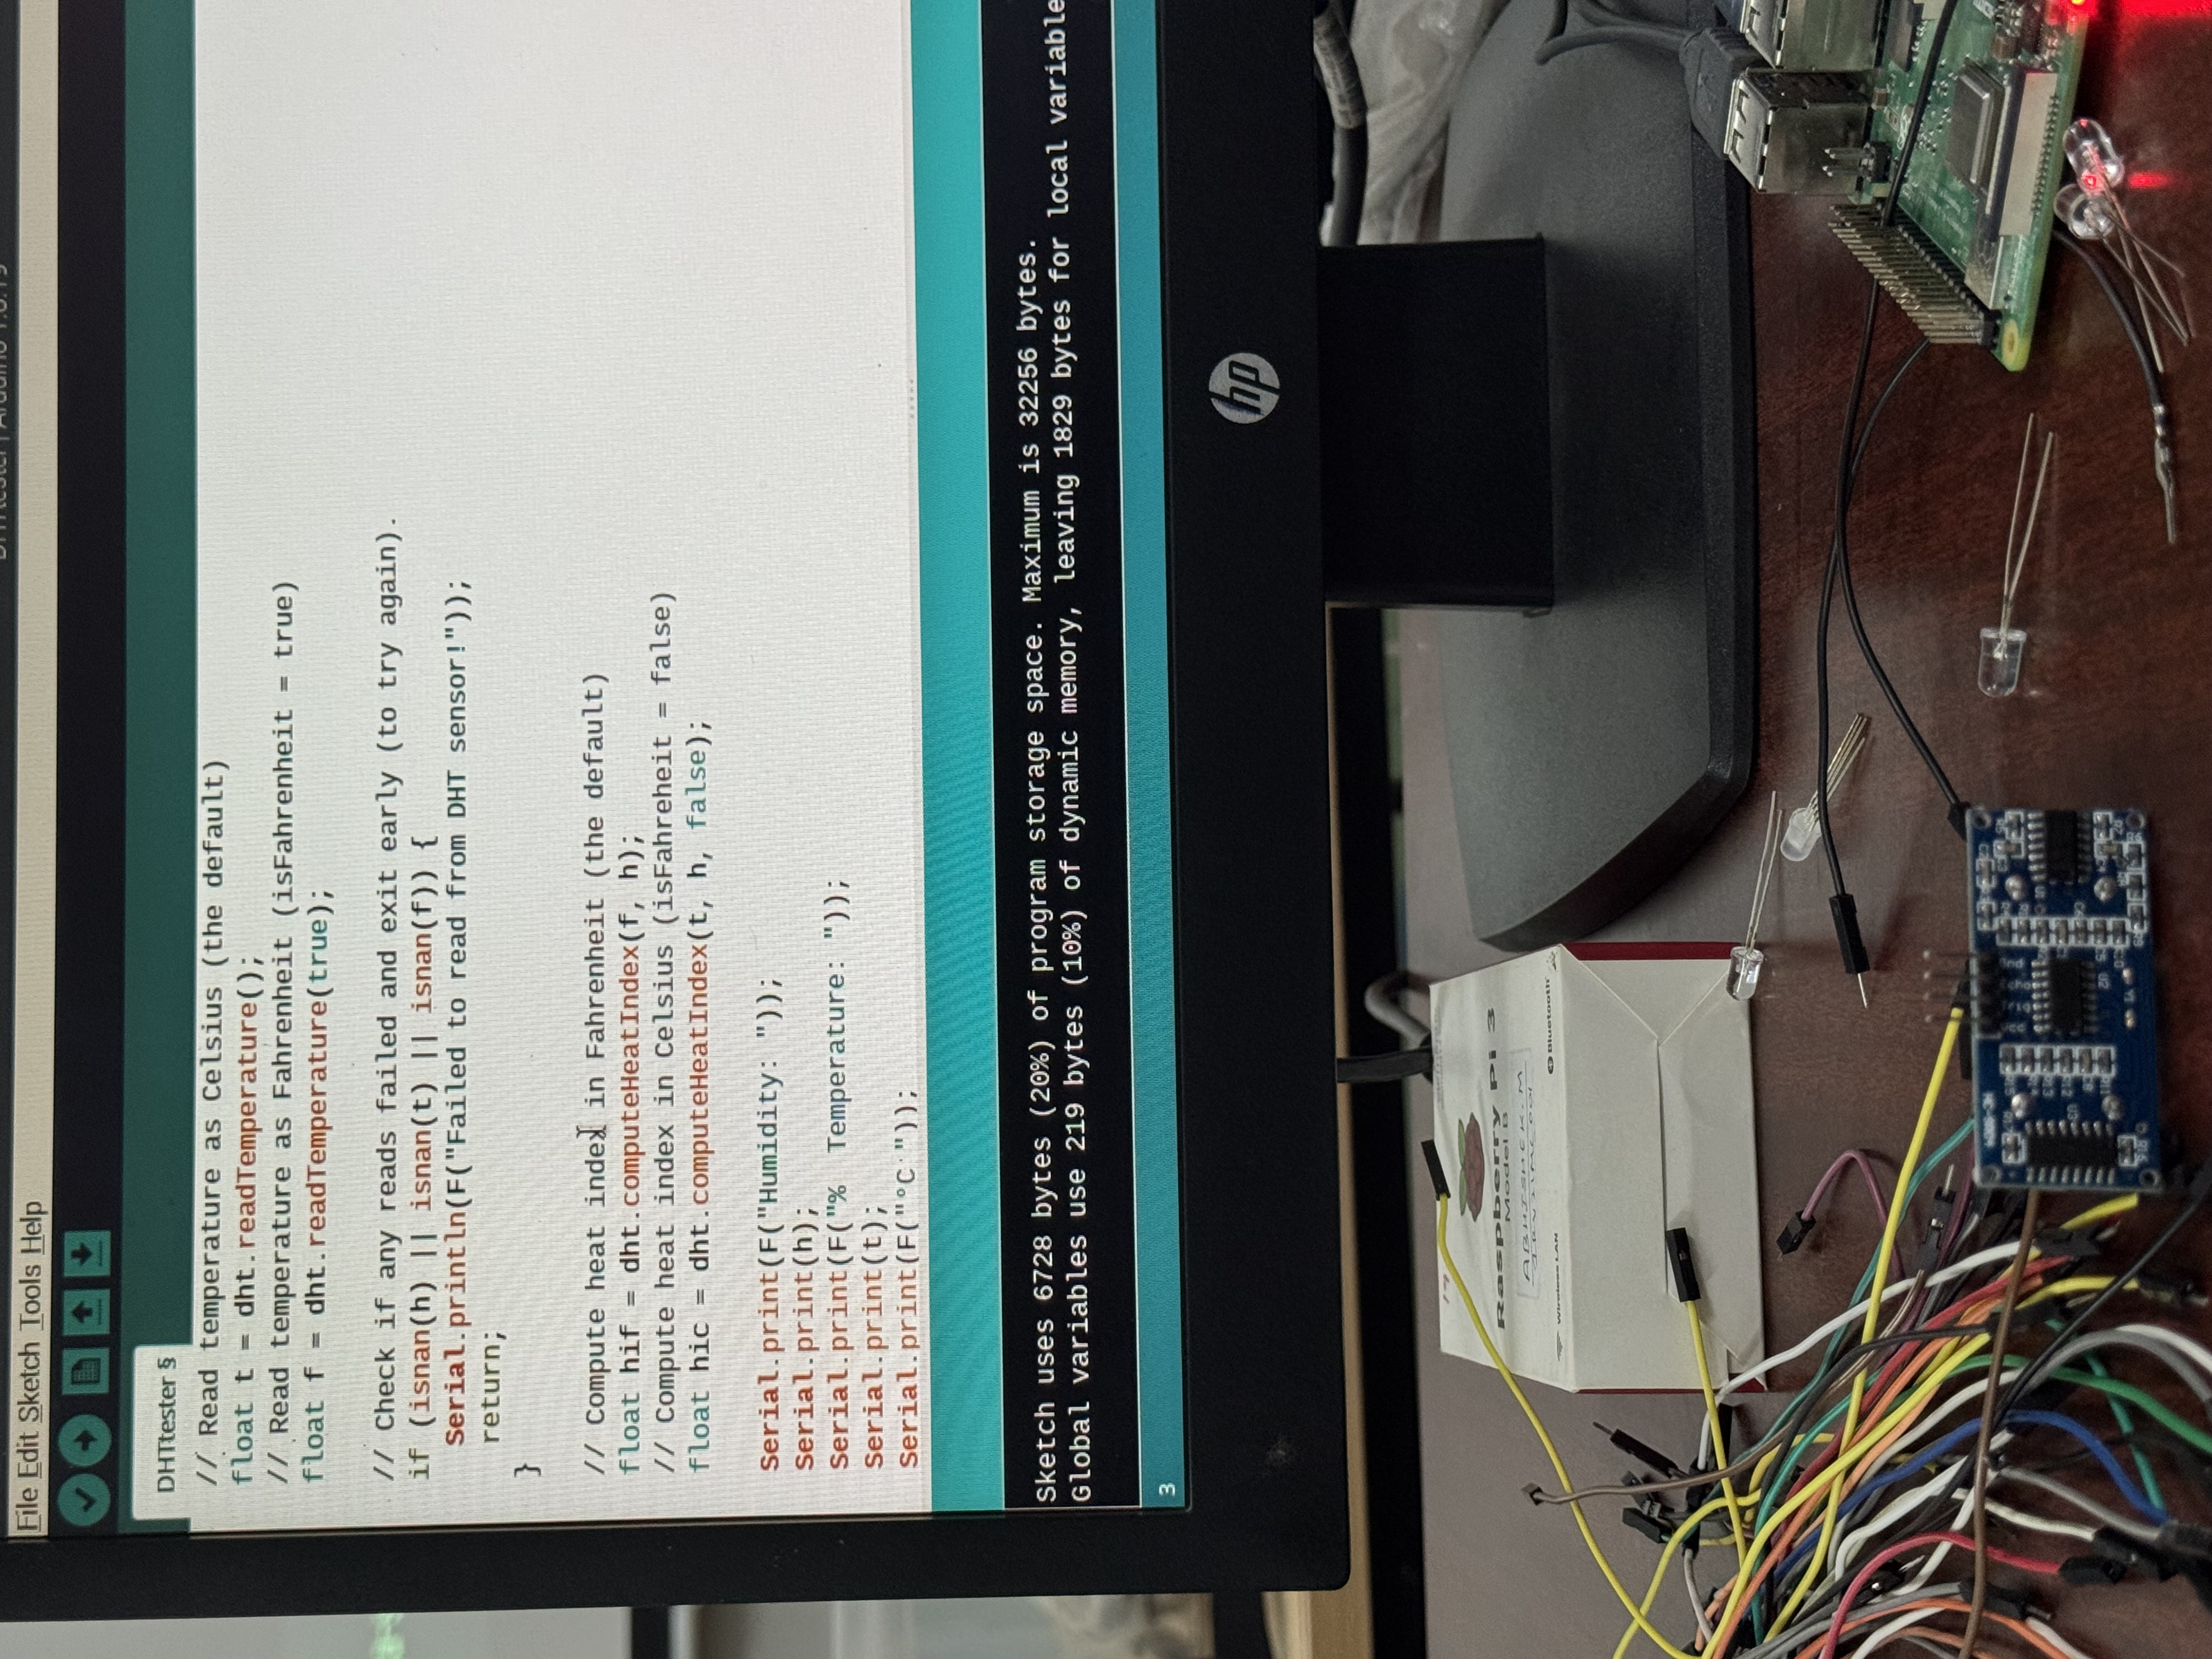 File Edit Sketch Tools Help
DHTtester §
// Read temperature as Celsius (the default)
float t = dht.readTemperature();
// Read temperature as Fahrenheit (isFahrenheit = true)
float f = dht.readTemperature(true);
// Check if any reads failed and exit early (to try again).
if (isnan(h) || isnan(t) || isnan(f)) {
Serial.println(F("Failed to read from DHT sensor!"));
return;
}
// Compute heat index in Fahrenheit (the default)
float hif = dht.computeHeatIndex(f, h);
// Compute heat index in Celsius (isFahreheit = false)
float hic = dht.computeHeatIndex(t, h, false);
Serial.print(F("Humidity: "));
Serial.print(h);
Serial.print(F("%  Temperature: "));
Serial.print(t);
Serial.print(F("°C "));
Sketch uses 6728 bytes (20%) of program storage space. Maximum is 32256 bytes.
Global variables use 219 bytes (10%) of dynamic memory, leaving 1829 bytes for local variable
3
hp
17
Raspberry Pi 3
Model B
ABHISHEK.M
Wireless LAN
Bluetooth
HC-SR04